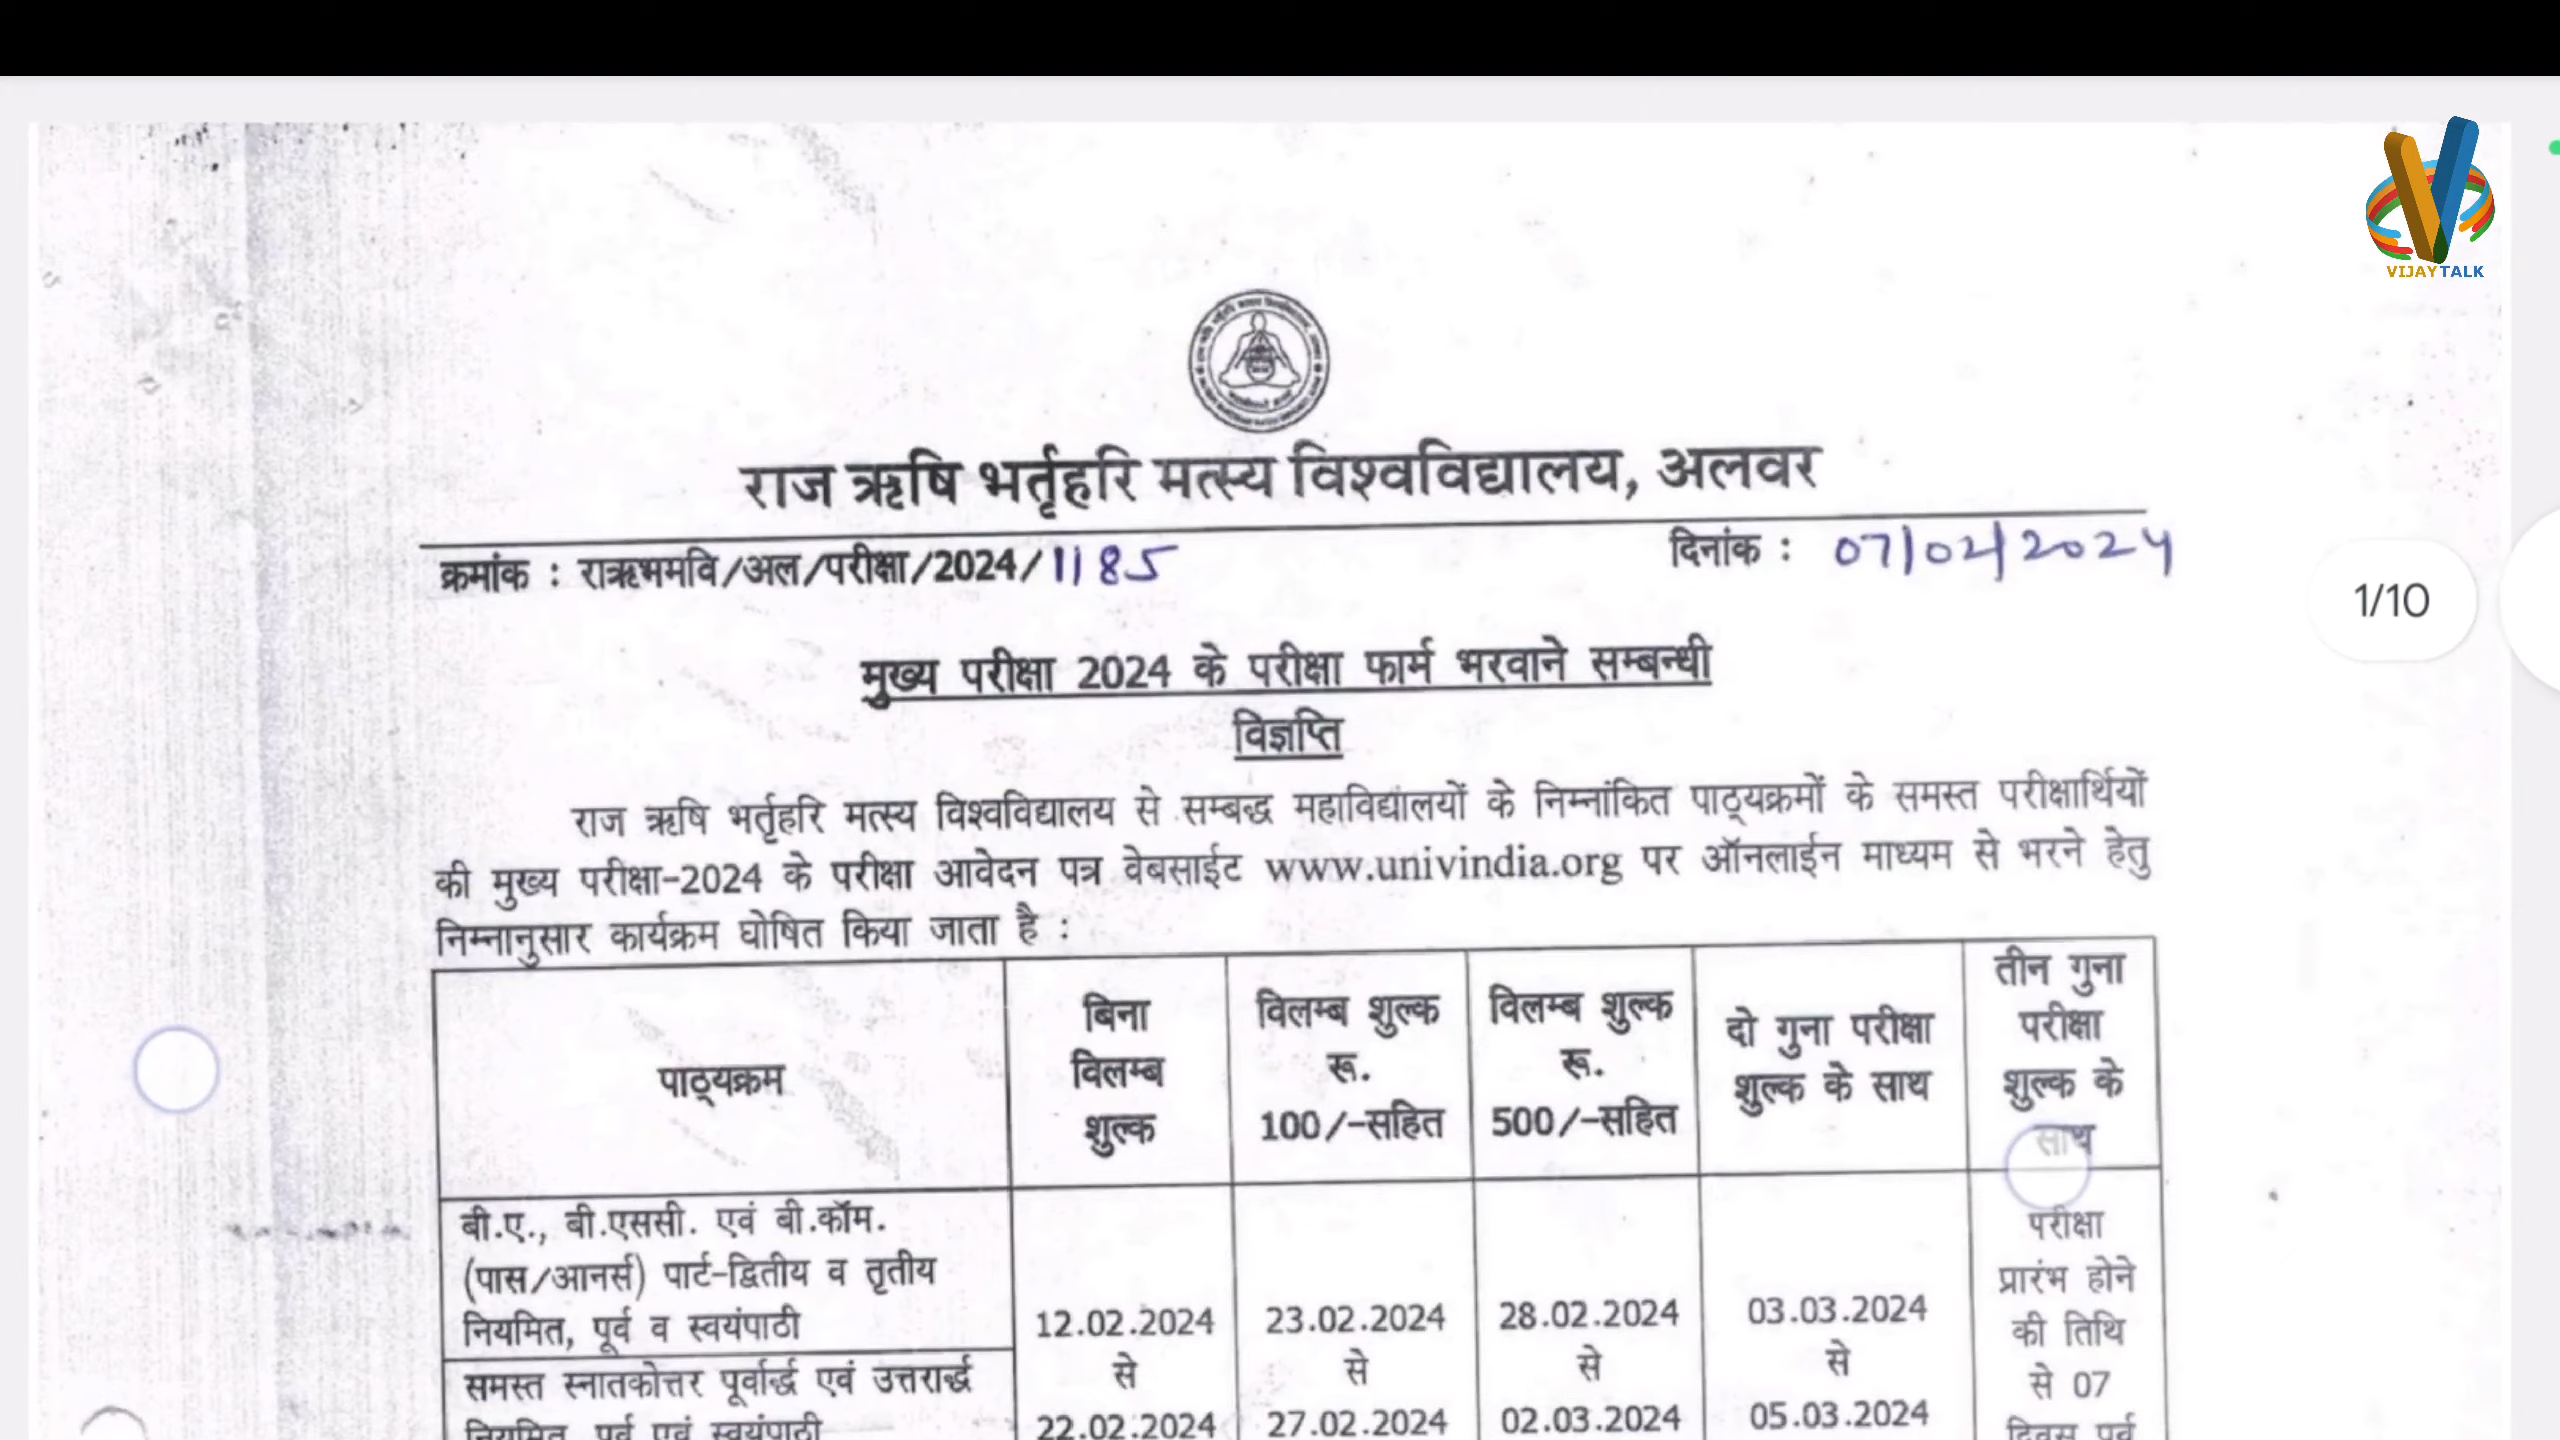 VIJAYTALK
राज ऋषि भर्तृहरि मत्स्य विश्वविद्यालय, अलवर
क्रमांक : राऋभमवि/अल/परीक्षा/2024/1185 दिनांक : 07/02/2024
1/10
मुख्य परीक्षा 2024 के परीक्षा फार्म भरवाने सम्बन्धी
विज्ञप्ति
राज ऋषि भर्तृहरि मत्स्य विश्वविद्यालय से सम्बद्ध महाविद्यालयों के निम्नांकित पाठ्यक्रमों के समस्त परीक्षार्थियों
की मुख्य परीक्षा-2024 के परीक्षा आवेदन पत्र वेबसाईट www.univindia.org पर ऑनलाईन माध्यम से भरने हेतु
निम्नानुसार कार्यक्रम घोषित किया जाता है :
पाठ्यक्रम
बिना
विलम्ब
शुल्क
विलम्ब शुल्क
रू.
100/-सहित
विलम्ब शुल्क
रू.
500/-सहित
दो गुना परीक्षा
शुल्क के साथ
तीन गुना
परीक्षा
शुल्क के
साथ
बी.ए., बी.एससी. एवं बी.कॉम.
(पास/आनर्स) पार्ट-द्वितीय व तृतीय
नियमित, पूर्व व स्वयंपाठी
समस्त स्नातकोत्तर पूर्वार्द्ध एवं उत्तरार्द्ध
नियमित, पूर्व एवं स्वयंपाठी
12.02.2024
से
22.02.2024
23.02.2024
से
27.02.2024
28.02.2024
से
02.03.2024
03.03.2024
से
05.03.2024
परीक्षा
प्रारंभ होने
की तिथि
से 07
दिवस पूर्व